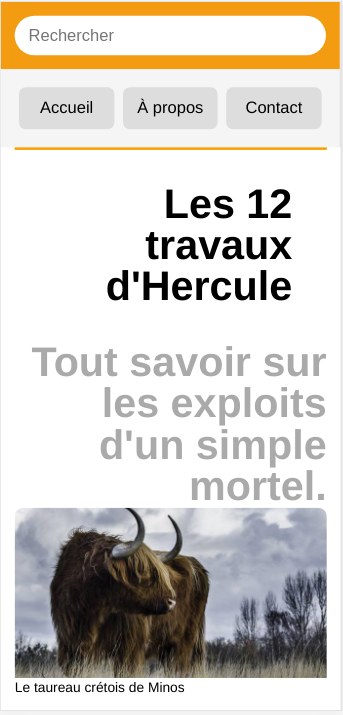 Rechercher
Accueil
À propos
Contact
Les 12
travaux
d'Hercule
Tout savoir sur
les exploits
d'un simple
mortel.
Le taureau crétois de Minos